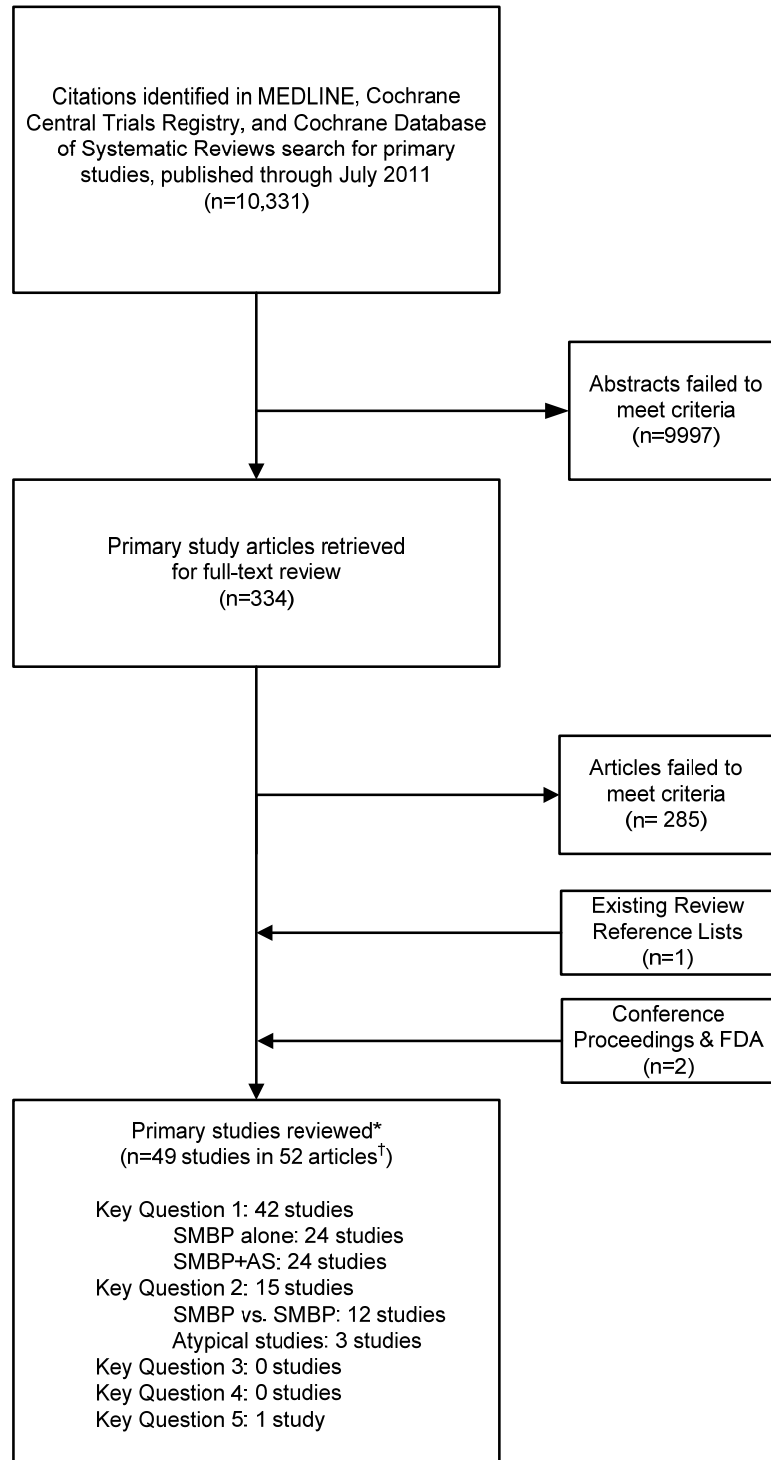 Citations identified in MEDLINE, Cochrane
Central Trials Registry, and Cochrane Database
of Systematic Reviews search for primary
studies, published through July 2011
(n=10,331)
Abstracts failed to
meet criteria
(n=9997)
Primary study articles retrieved
for full-text review
(n=334)
Articles failed to
meet criteria
(n= 285)
Existing Review
Reference Lists
(n=1)
Conference
Proceedings & FDA
(n=2)
Primary studies reviewed*
(n=49 studies in 52 articles†)
Key Question 1: 42 studies
SMBP alone: 24 studies
SMBP+AS: 24 studies
Key Question 2: 15 studies
SMBP vs. SMBP: 12 studies
Atypical studies: 3 studies
Key Question 3: 0 studies
Key Question 4: 0 studies
Key Question 5: 1 study